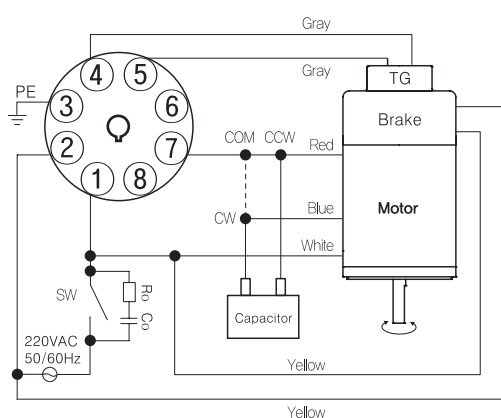 Gray
4
5
Gray
TG
PE
3
6
Brake
2
7
COM
CCW
Red
1
8
Motor
CW
Blue
White
SW
Ro
Co
Capacitor
220VAC
50/60Hz
Yellow
Yellow